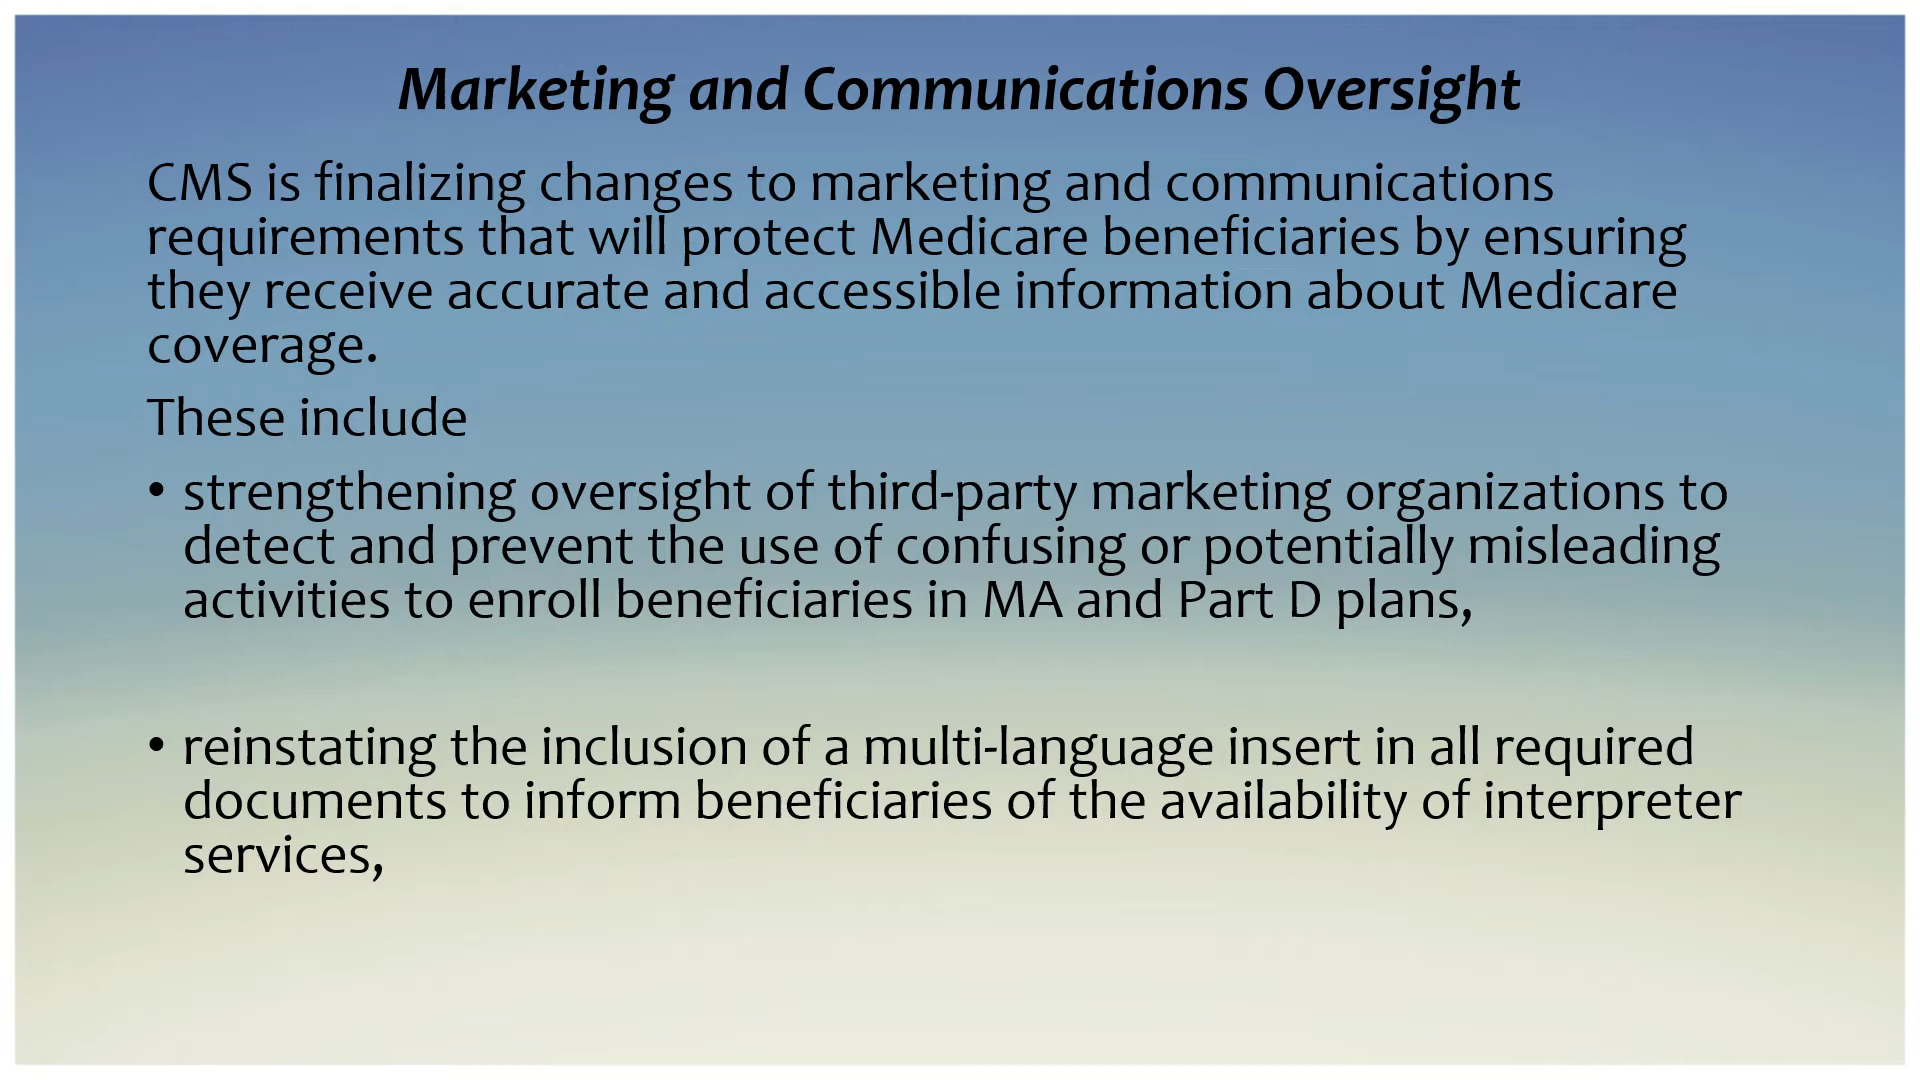 Marketing and Communications Oversight
CMS is finalizing changes to marketing and communications
requirements that will protect Medicare beneficiaries by ensuring
they receive accurate and accessible information about Medicare
coverage.
These include
• strengthening oversight of third-party marketing organizations to
detect and prevent the use of confusing or potentially misleading
activities to enroll beneficiaries in MA and Part D plans,
• reinstating the inclusion of a multi-language insert in all required
documents to inform beneficiaries of the availability of interpreter
services,